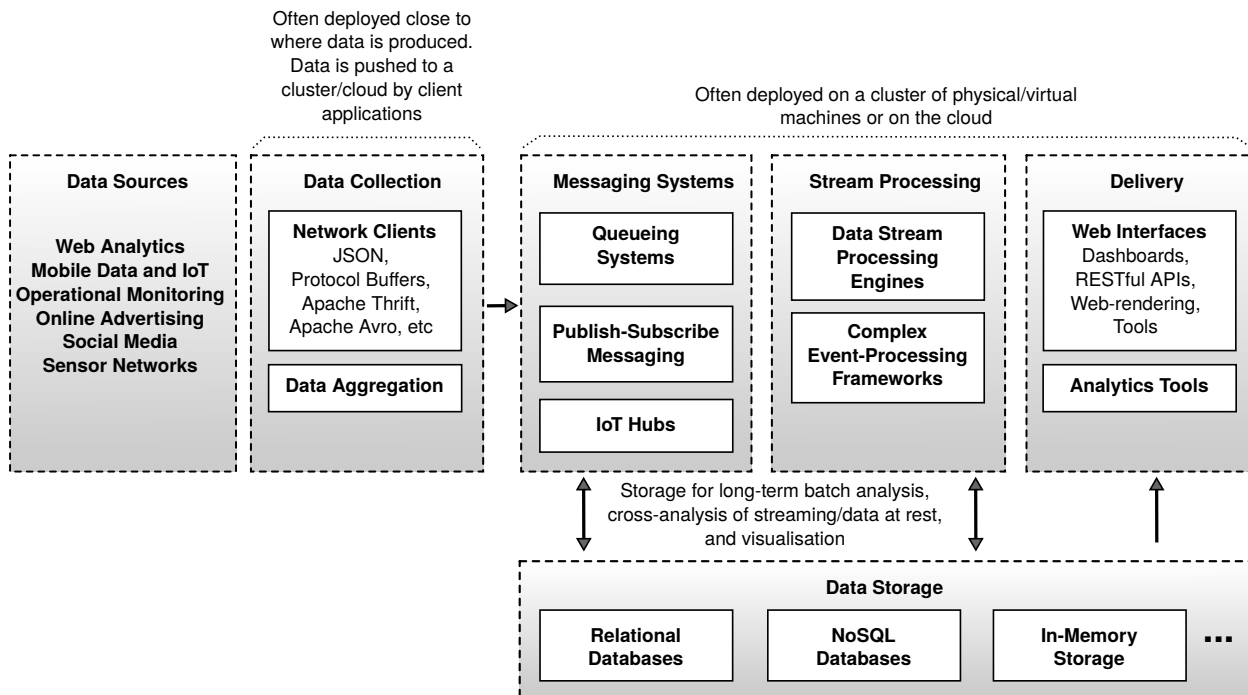 Often deployed close to
where data is produced.
Data is pushed to a
cluster/cloud by client
applications
Often deployed on a cluster of physical/virtual
machines or on the cloud
Data Sources
Web Analytics
Mobile Data and IoT
Operational Monitoring
Online Advertising
Social Media
Sensor Networks
Data Collection
Network Clients
JSON,
Protocol Buffers,
Apache Thrift,
Apache Avro, etc
Data Aggregation
Messaging Systems
Queueing
Systems
Publish-Subscribe
Messaging
IoT Hubs
Stream Processing
Data Stream
Processing
Engines
Complex
Event-Processing
Frameworks
Delivery
Web Interfaces
Dashboards,
RESTful APIs,
Web-rendering,
Tools
Analytics Tools
Storage for long-term batch analysis,
cross-analysis of streaming/data at rest,
and visualisation
Data Storage
Relational
Databases
NoSQL
Databases
In-Memory
Storage
...